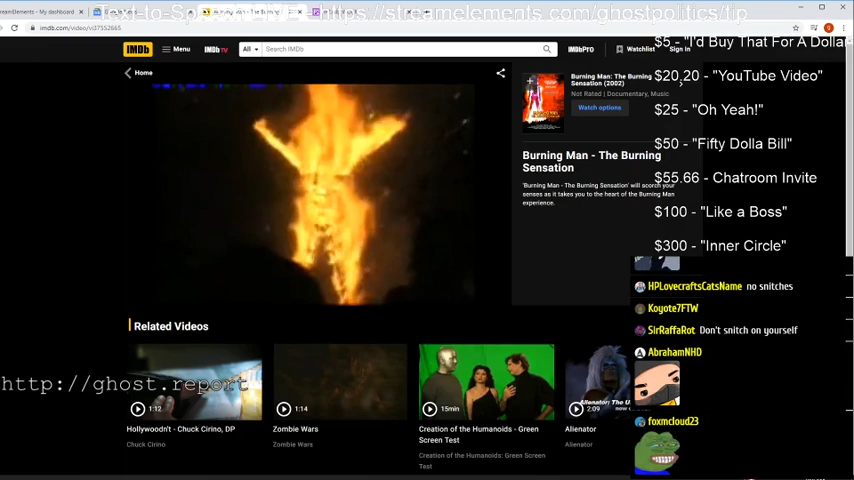 Text-to-Speech
https://streamelements.com/ghostpolitics/tip
StreamElements - My dashboard
imdb.com/video/vi37552665
IMDb
Menu
IMDbTV
All
Search IMDb
IMDbPRO
Watchlist
Sign In
Home
Burning Man: The Burning
Sensation (2002)
Not Rated | Documentary, Music
Watch options
Burning Man - The Burning
Sensation
'Burning Man - The Burning Sensation' will scorch your
senses as it takes you to the heart of the Burning Man
experience.
$5 - "I'd Buy That For A Dolla
$20.20 - "YouTube Video"
$25 - "Oh Yeah!"
$50 - "Fifty Dolla Bill"
$55.66 - Chatroom Invite
$100 - "Like a Boss"
$300 - "Inner Circle"
HPLovecraftsCatsName no snitches
Koyote7FTW
SirRaffaRot Don't snitch on yourself
AbrahamNHD
foxmcloud23
Related Videos
http://ghost.report
1:12
Hollywoodn't - Chuck Cirino, DP
Chuck Cirino
1:14
Zombie Wars
Zombie Wars
15min
Creation of the Humanoids - Green
Screen Test
Creation of the Humanoids: Green Screen
Test
Alienator: The U
2:09
Alienator
Alienator